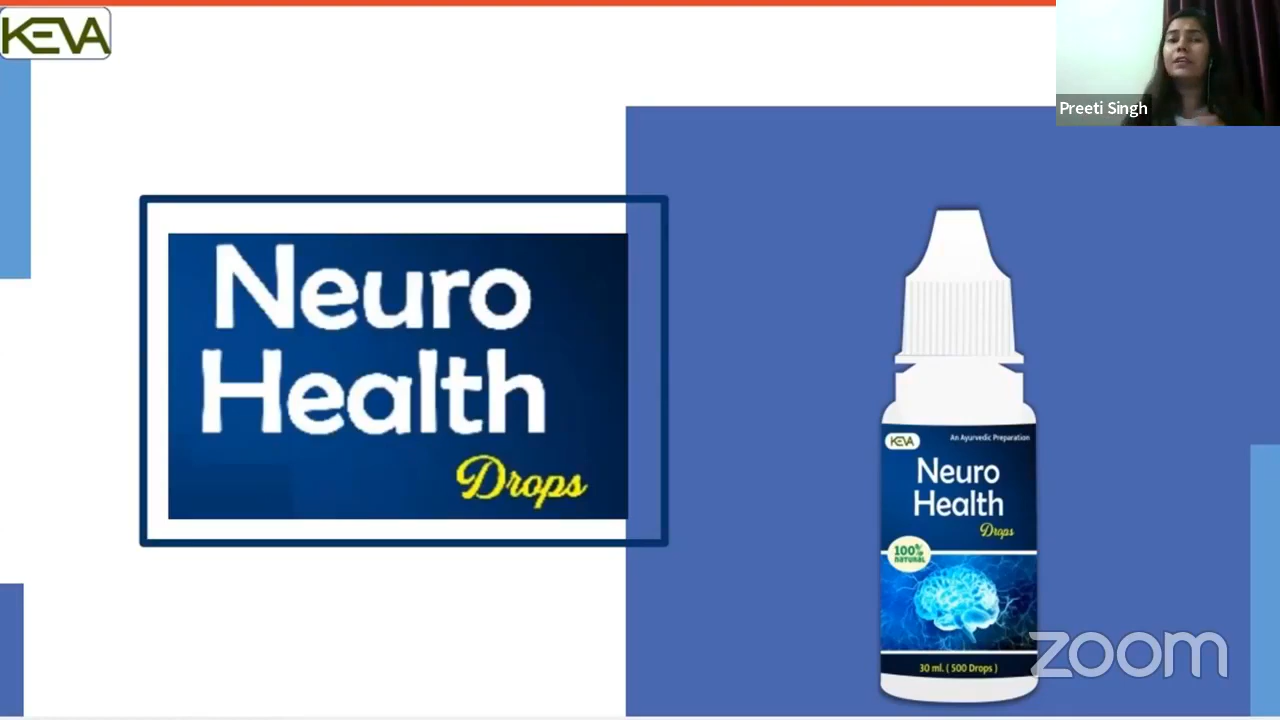 KEVA
Preeti Singh
Neuro
Health
Drops
KEVA
An Ayurvedic Preparation
Neuro
Health
Drops
100%
NATURAL
30 ml. ( 500 Drops )
zoom